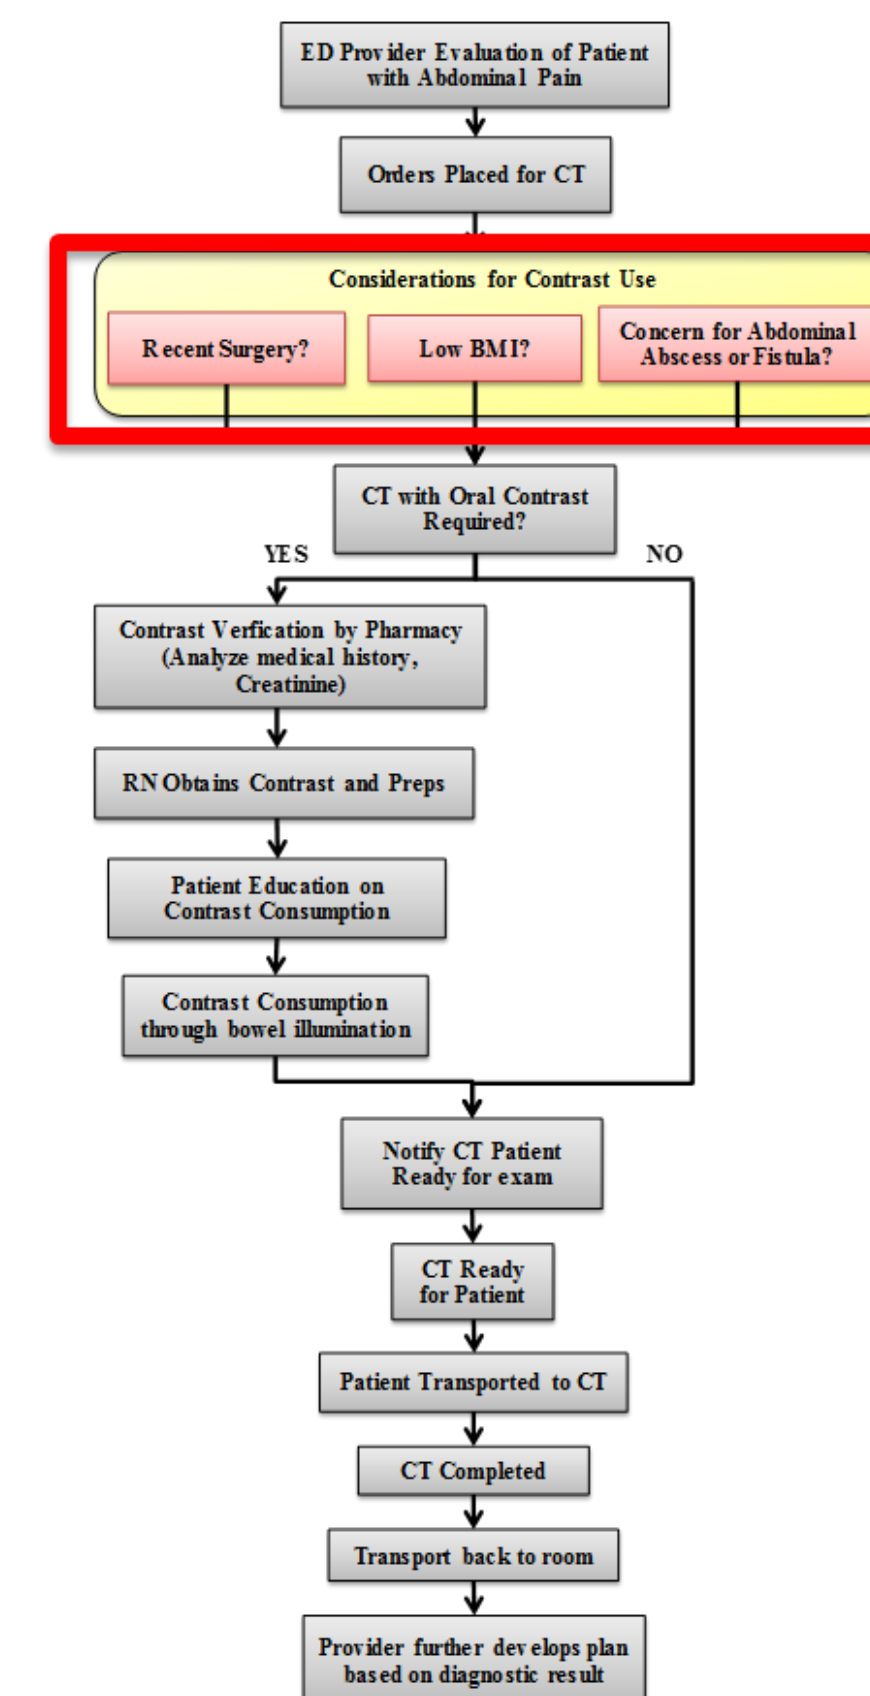 ED Provider Evaluation of Patient
with Abdominal Pain
Orders Placed for CT
Considerations for Contrast Use
Recent Surgery?
Low BMI?
Concern for Abdominal
Abscess or Fistula?
CT with Oral Contrast
Required?
YES
NO
Contrast Verfication by Pharmacy
(Analyze medical history,
Creatinine)
RN Obtains Contrast and Preps
Patient Education on
Contrast Consumption
Contrast Consumption
through bowel illumination
Notify CT Patient
Ready for exam
CT Ready
for Patient
Patient Transported to CT
CT Completed
Transport back to room
Provider further develops plan
based on diagnostic result